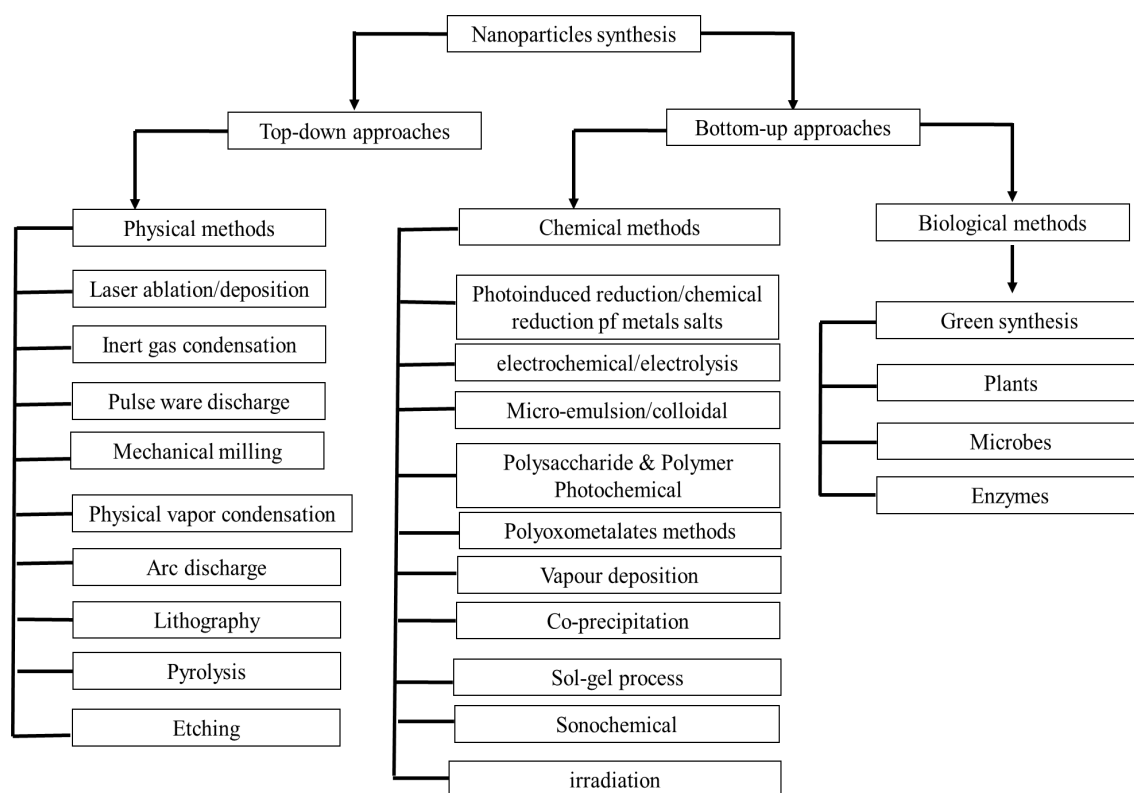 Nanoparticles synthesis
Top-down approaches
Bottom-up approaches
Physical methods
Laser ablation/deposition
Inert gas condensation
Pulse ware discharge
Mechanical milling
Physical vapor condensation
Arc discharge
Lithography
Pyrolysis
Etching
Chemical methods
Photoinduced reduction/chemical
reduction pf metals salts
electrochemical/electrolysis
Micro-emulsion/colloidal
Polysaccharide & Polymer
Photochemical
Polyoxometalates methods
Vapour deposition
Co-precipitation
Sol-gel process
Sonochemical
irradiation
Biological methods
Green synthesis
Plants
Microbes
Enzymes